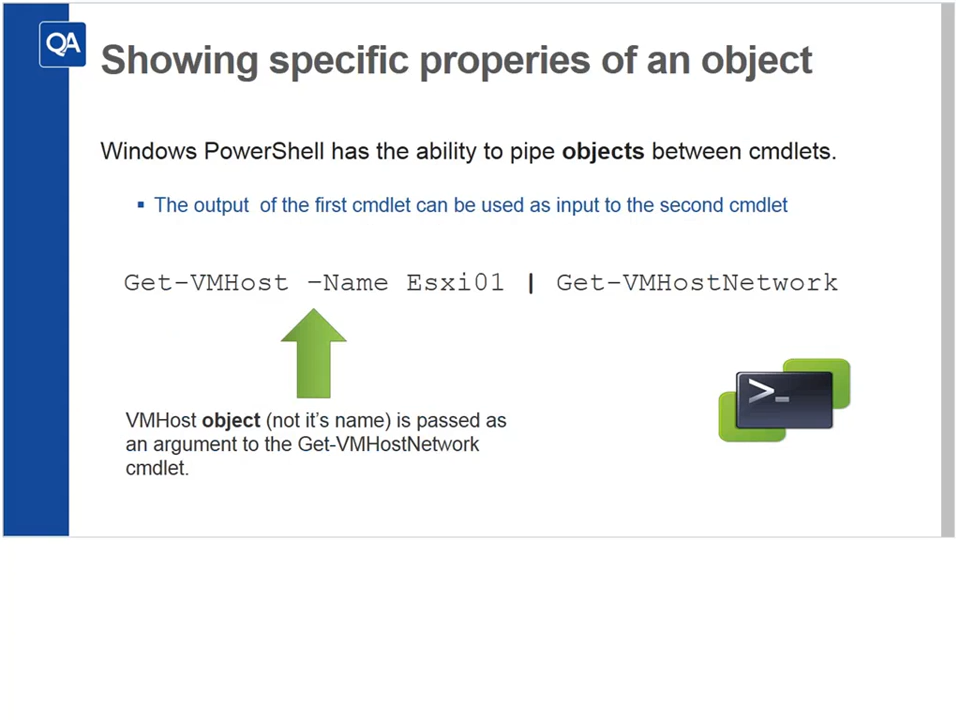 QA
Showing specific properies of an object
Windows PowerShell has the ability to pipe objects between cmdlets.
▪ The output  of the first cmdlet can be used as input to the second cmdlet
Get–VMHost –Name Esxi01 | Get–VMHostNetwork
>_
VMHost object (not it's name) is passed as
an argument to the Get-VMHostNetwork
cmdlet.